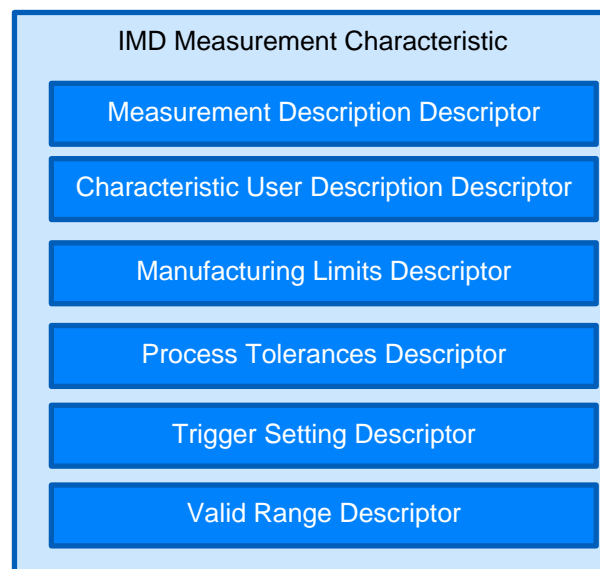 IMD Measurement Characteristic
Measurement Description Descriptor
Characteristic User Description Descriptor
Manufacturing Limits Descriptor
Process Tolerances Descriptor
Trigger Setting Descriptor
Valid Range Descriptor